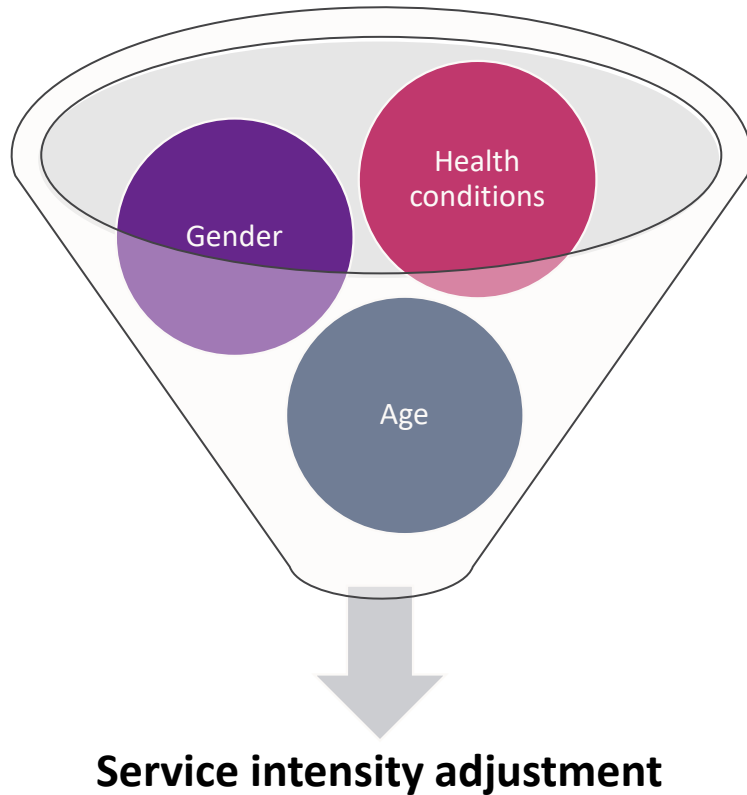 Health
conditions
Gender
Age
Service intensity adjustment